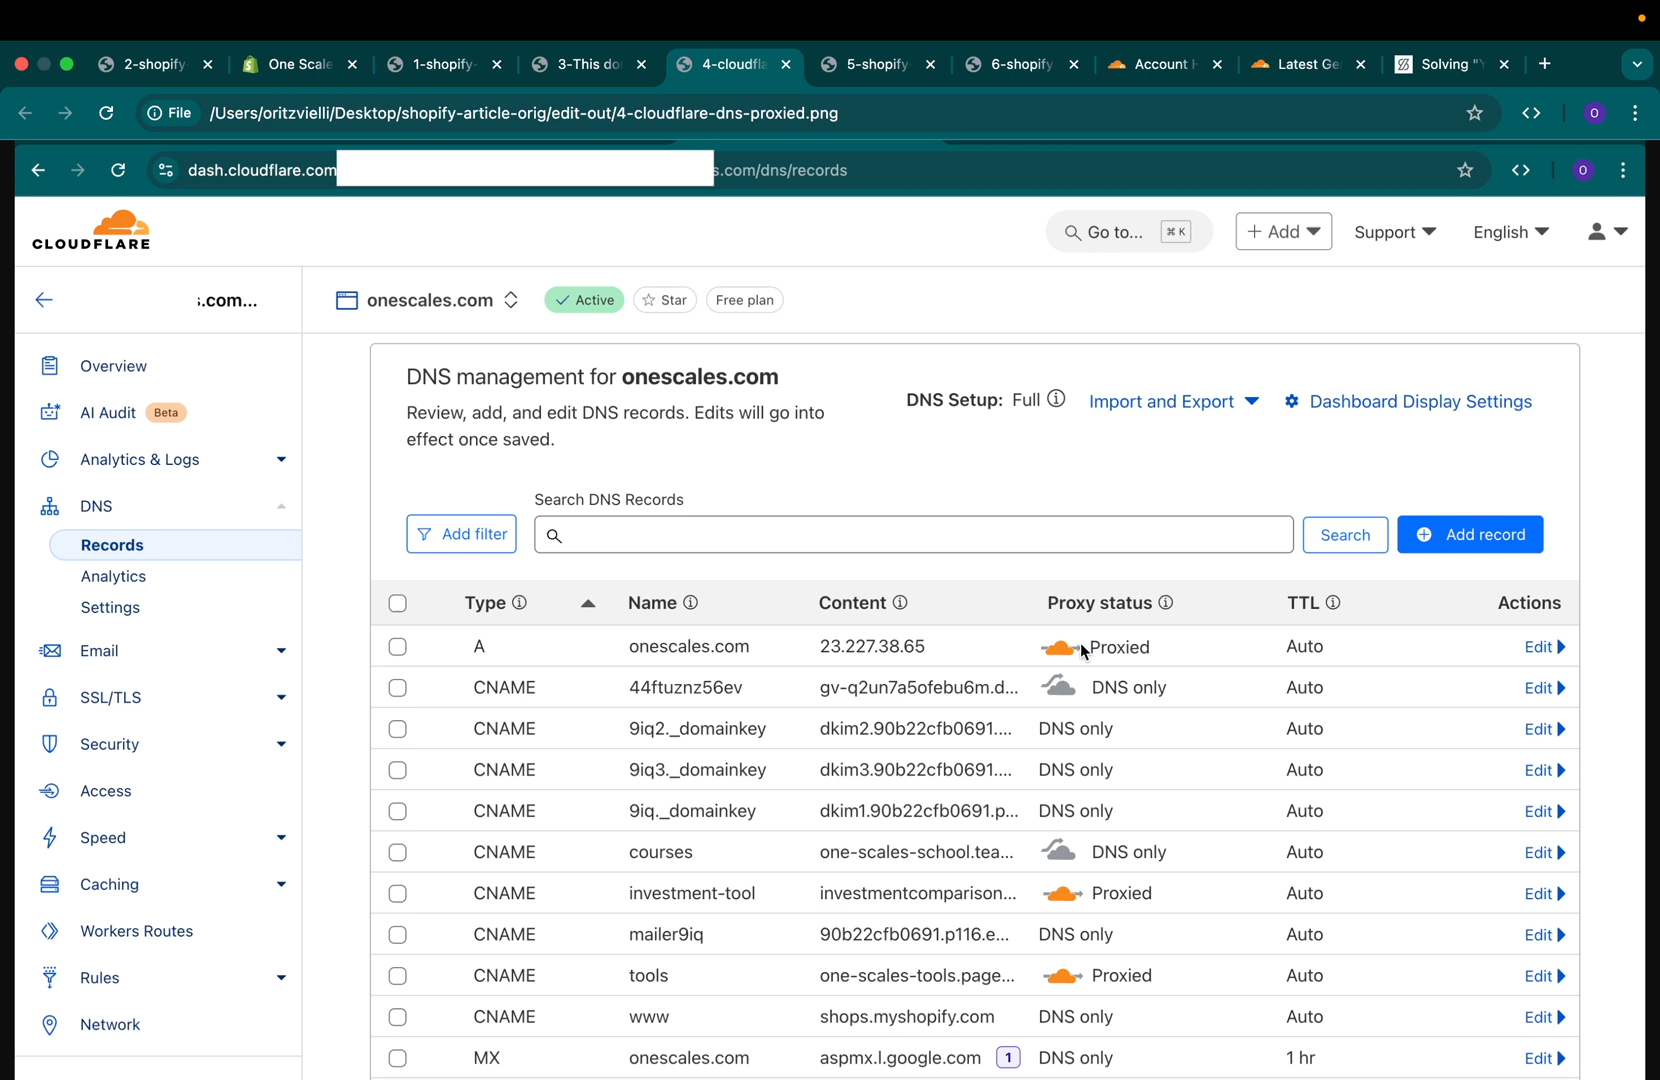 2-shopify-
One Scale
1-shopify-
3-This do
4-cloudfla
5-shopify
6-shopify
Account H
Latest Ge
Solving "Y
File /Users/oritzvielli/Desktop/shopify-article-orig/edit-out/4-cloudflare-dns-proxied.png
O
dash.cloudflare.com s.com/dns/records
O
CLOUDFLARE
Go to... ⌘ K
+ Add
Support
English
s.com...
onescales.com
Active
Star
Free plan
Overview
AI Audit Beta
Analytics & Logs
DNS
Records
Analytics
Settings
Email
SSL/TLS
Security
Access
Speed
Caching
Workers Routes
Rules
Network
DNS management for onescales.com
Review, add, and edit DNS records. Edits will go into
effect once saved.
DNS Setup: Full
Import and Export
Dashboard Display Settings
Search DNS Records
Add filter
Search
Add record
Type Name Content Proxy status TTL Actions
A onescales.com 23.227.38.65 Proxied Auto Edit
CNAME 44ftuznz56ev gv-q2un7a5ofebu6m.d... DNS only Auto Edit
CNAME 9iq2._domainkey dkim2.90b22cfb0691.... DNS only Auto Edit
CNAME 9iq3._domainkey dkim3.90b22cfb0691.... DNS only Auto Edit
CNAME 9iq._domainkey dkim1.90b22cfb0691.p... DNS only Auto Edit
CNAME courses one-scales-school.tea... DNS only Auto Edit
CNAME investment-tool investmentcomparison... Proxied Auto Edit
CNAME mailer9iq 90b22cfb0691.p116.e... DNS only Auto Edit
CNAME tools one-scales-tools.page... Proxied Auto Edit
CNAME www shops.myshopify.com DNS only Auto Edit
MX onescales.com aspmx.l.google.com 1 DNS only 1 hr Edit